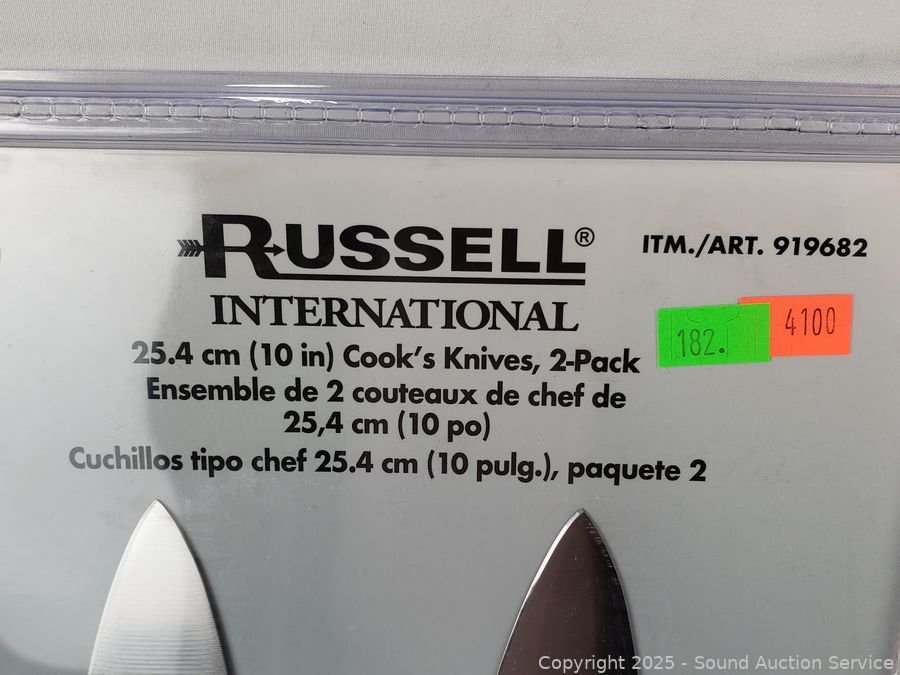 RUSSELL®
INTERNATIONAL
ITM./ART. 919682
182.
4100
25.4 cm (10 in) Cook's Knives, 2-Pack
Ensemble de 2 couteaux de chef de
25,4 cm (10 po)
Cuchillos tipo chef 25.4 cm (10 pulg.), paquete 2
Copyright 2025 - Sound Auction Service